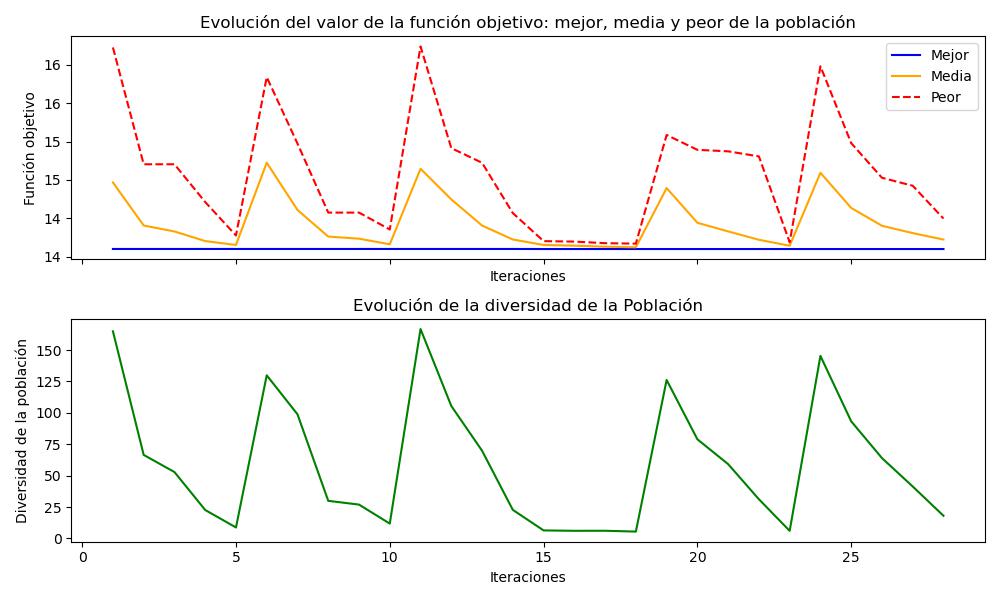 Evolución del valor de la función objetivo: mejor, media y peor de la población
Función objetivo
16
16
15
15
14
14
Mejor
Media
Peor
Iteraciones
Evolución de la diversidad de la Población
Diversidad de la población
150
125
100
75
50
25
0
0 5 10 15 20 25
Iteraciones